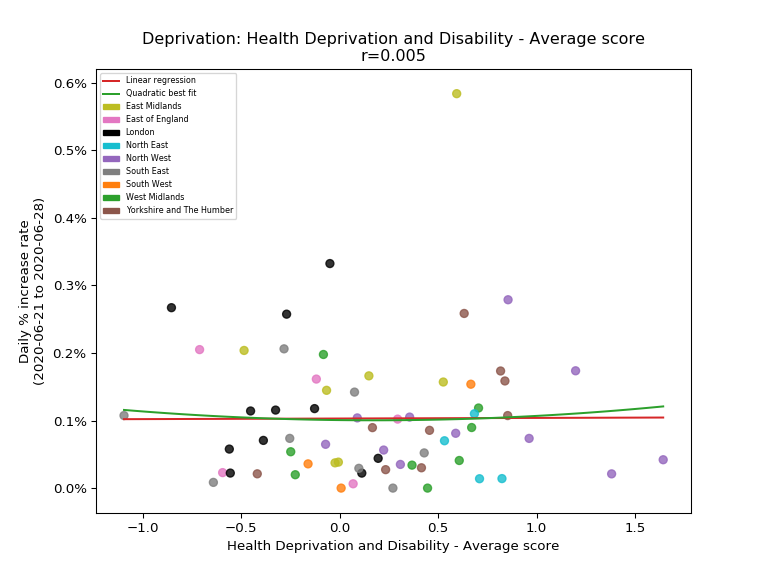 Deprivation: Health Deprivation and Disability - Average score
r=0.005
Linear regression
Quadratic best fit
East Midlands
East of England
London
North East
North West
South East
South West
West Midlands
Yorkshire and The Humber
0.6%
0.5%
0.4%
0.3%
0.2%
0.1%
0.0%
Daily % increase rate
(2020-06-21 to 2020-06-28)
−1.0
−0.5
0.0
0.5
1.0
1.5
Health Deprivation and Disability - Average score